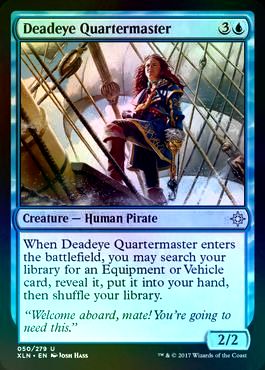 Deadeye Quartermaster 3
Creature — Human Pirate
When Deadeye Quartermaster enters
the battlefield, you may search your
library for an Equipment or Vehicle
card, reveal it, put it into your hand,
then shuffle your library.
“Welcome aboard, mate! You’re going to
need this.”
2/2
050/279 U
XLN • EN Josh Hass
™ & © 2017 Wizards of the Coast